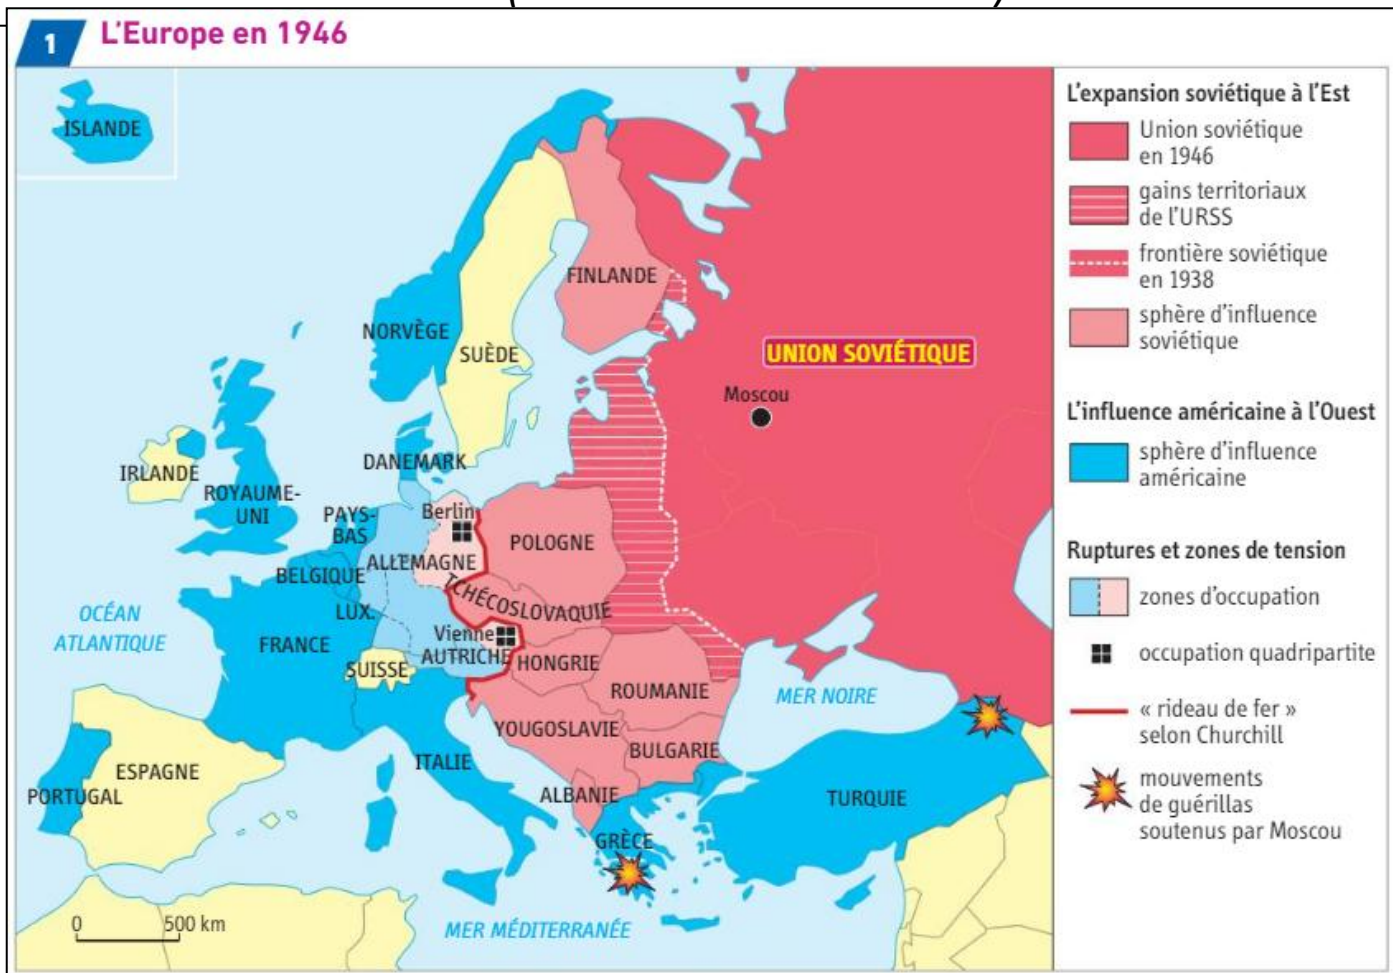 1
L'Europe en 1946
ISLANDE
FINLANDE
NORVÈGE
SUÈDE
UNION SOVIÉTIQUE
Moscou
DANEMARK
IRLANDE
ROYAUME-
UNI
PAYS-
BAS
Berlin
POLOGNE
ALLEMAGNE
BELGIQUE
TCHÉCOSLOVAQUIE
LUX.
OCÉAN
ATLANTIQUE
FRANCE
Vienne
AUTRICHE
HONGRIE
SUISSE
ROUMANIE
MER NOIRE
YOUGOSLAVIE
BULGARIE
ITALIE
ESPAGNE
PORTUGAL
ALBANIE
TURQUIE
GRÈCE
0 500 km
MER MÉDITERRANÉE
L'expansion soviétique à l'Est
Union soviétique
en 1946
gains territoriaux
de l'URSS
frontière soviétique
en 1938
sphère d'influence
soviétique
L'influence américaine à l'Ouest
sphère d'influence
américaine
Ruptures et zones de tension
zones d'occupation
occupation quadripartite
« rideau de fer »
selon Churchill
mouvements
de guérillas
soutenus par Moscou